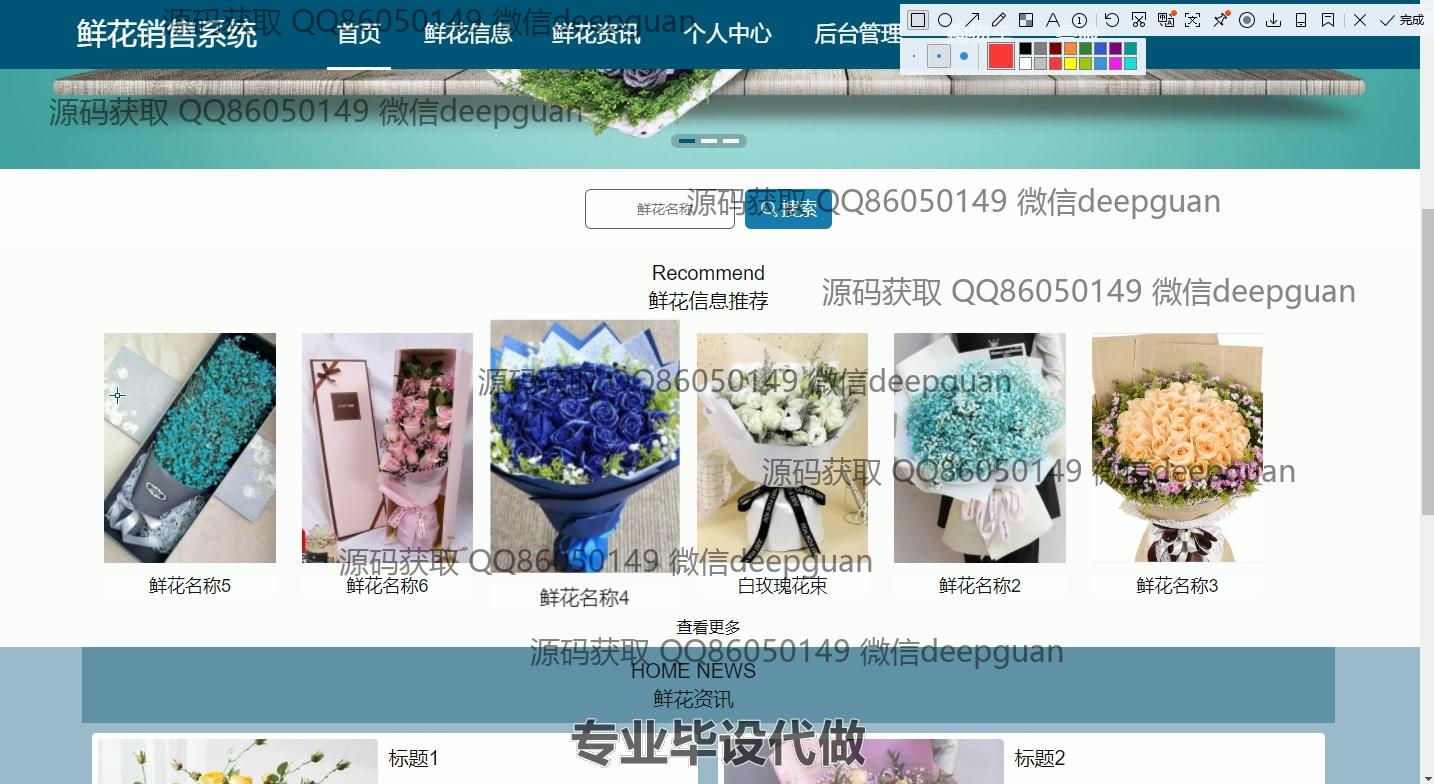 源码获取 QQ86050149 微信deepguan
鲜花销售系统 首页 鲜花信息 鲜花资讯 个人中心 后台管理
完成
源码获取 QQ86050149 微信deepguan
鲜花名称 搜索
源码获取 QQ86050149 微信deepguan
Recommend
鲜花信息推荐
源码获取 QQ86050149 微信deepguan
源码获取 QQ86050149 微信deepguan
源码获取 QQ86050149 微信deepguan
源码获取 QQ86050149 微信deepguan
鲜花名称5 鲜花名称6 鲜花名称4 白玫瑰花束 鲜花名称2 鲜花名称3
查看更多
源码获取 QQ86050149 微信deepguan
HOME NEWS
鲜花资讯
专业毕设代做
标题1 标题2